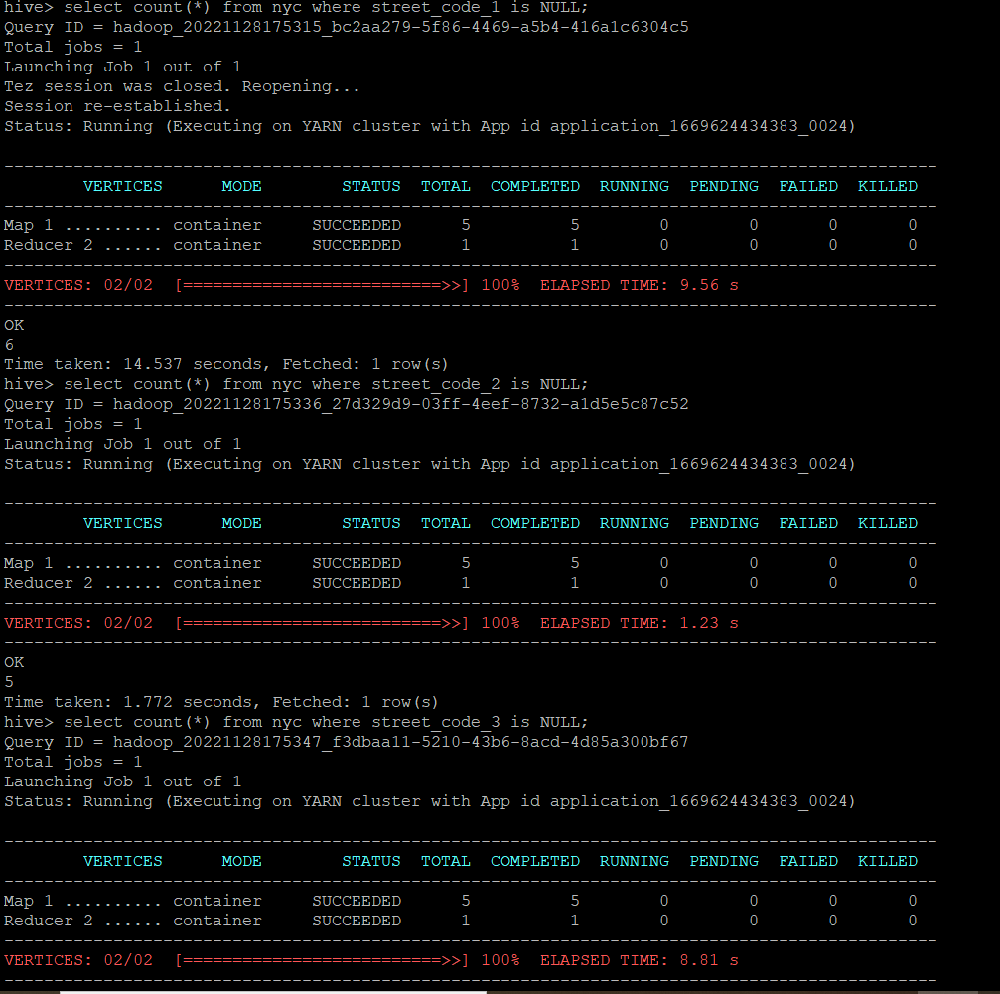 hive> select count(*) from nyc where street_code_1 is NULL;
Query ID = hadoop_20221128175315_bc2aa279-5f86-4469-a5b4-416a1c6304c5
Total jobs = 1
Launching Job 1 out of 1
Tez session was closed. Reopening...
Session re-established.
Status: Running (Executing on YARN cluster with App id application_1669624434383_0024)
----------------------------------------------------------------------------------------------
        VERTICES      MODE        STATUS  TOTAL  COMPLETED  RUNNING  PENDING  FAILED  KILLED
----------------------------------------------------------------------------------------------
Map 1 .......... container     SUCCEEDED      5          5        0        0       0       0
Reducer 2 ...... container     SUCCEEDED      1          1        0        0       0       0
----------------------------------------------------------------------------------------------
VERTICES: 02/02  [==========================>>] 100%  ELAPSED TIME: 9.56 s
----------------------------------------------------------------------------------------------
OK
6
Time taken: 14.537 seconds, Fetched: 1 row(s)
hive> select count(*) from nyc where street_code_2 is NULL;
Query ID = hadoop_20221128175336_27d329d9-03ff-4eef-8732-a1d5e5c87c52
Total jobs = 1
Launching Job 1 out of 1
Status: Running (Executing on YARN cluster with App id application_1669624434383_0024)
----------------------------------------------------------------------------------------------
        VERTICES      MODE        STATUS  TOTAL  COMPLETED  RUNNING  PENDING  FAILED  KILLED
----------------------------------------------------------------------------------------------
Map 1 .......... container     SUCCEEDED      5          5        0        0       0       0
Reducer 2 ...... container     SUCCEEDED      1          1        0        0       0       0
----------------------------------------------------------------------------------------------
VERTICES: 02/02  [==========================>>] 100%  ELAPSED TIME: 1.23 s
----------------------------------------------------------------------------------------------
OK
5
Time taken: 1.772 seconds, Fetched: 1 row(s)
hive> select count(*) from nyc where street_code_3 is NULL;
Query ID = hadoop_20221128175347_f3dbaa11-5210-43b6-8acd-4d85a300bf67
Total jobs = 1
Launching Job 1 out of 1
Status: Running (Executing on YARN cluster with App id application_1669624434383_0024)
----------------------------------------------------------------------------------------------
        VERTICES      MODE        STATUS  TOTAL  COMPLETED  RUNNING  PENDING  FAILED  KILLED
----------------------------------------------------------------------------------------------
Map 1 .......... container     SUCCEEDED      5          5        0        0       0       0
Reducer 2 ...... container     SUCCEEDED      1          1        0        0       0       0
----------------------------------------------------------------------------------------------
VERTICES: 02/02  [==========================>>] 100%  ELAPSED TIME: 8.81 s
----------------------------------------------------------------------------------------------